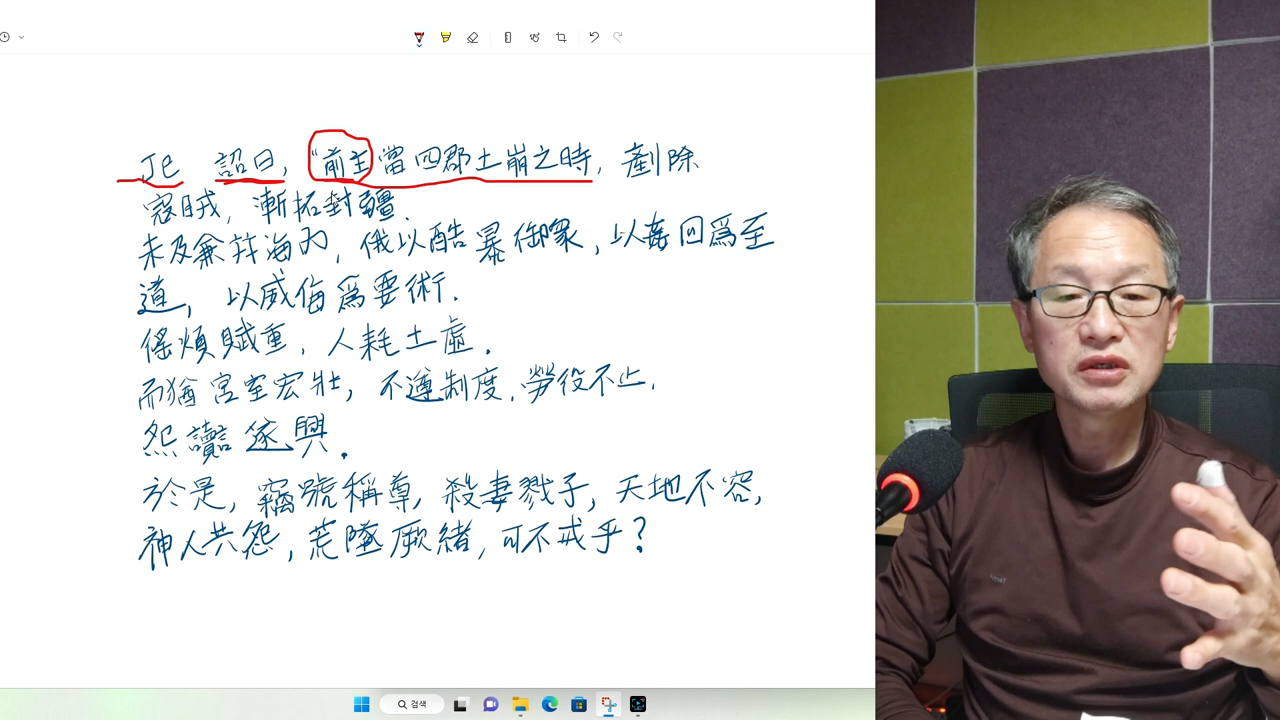 정미 詔曰, "前主當四郡土崩之時, 剷除
寇賊, 漸拓封疆.
未及兼幷海內, 俄以酷暴御衆, 以姦回爲至
道, 以威侮爲要術.
徭煩賦重, 人耗土虛.
而猶宮室宏壯, 不遵制度, 勞役不止,
怨讟遂興.
於是, 竊號稱尊, 殺妻戮子, 天地不容,
神人共怨, 荒墜厥緖, 可不戒乎?
검색